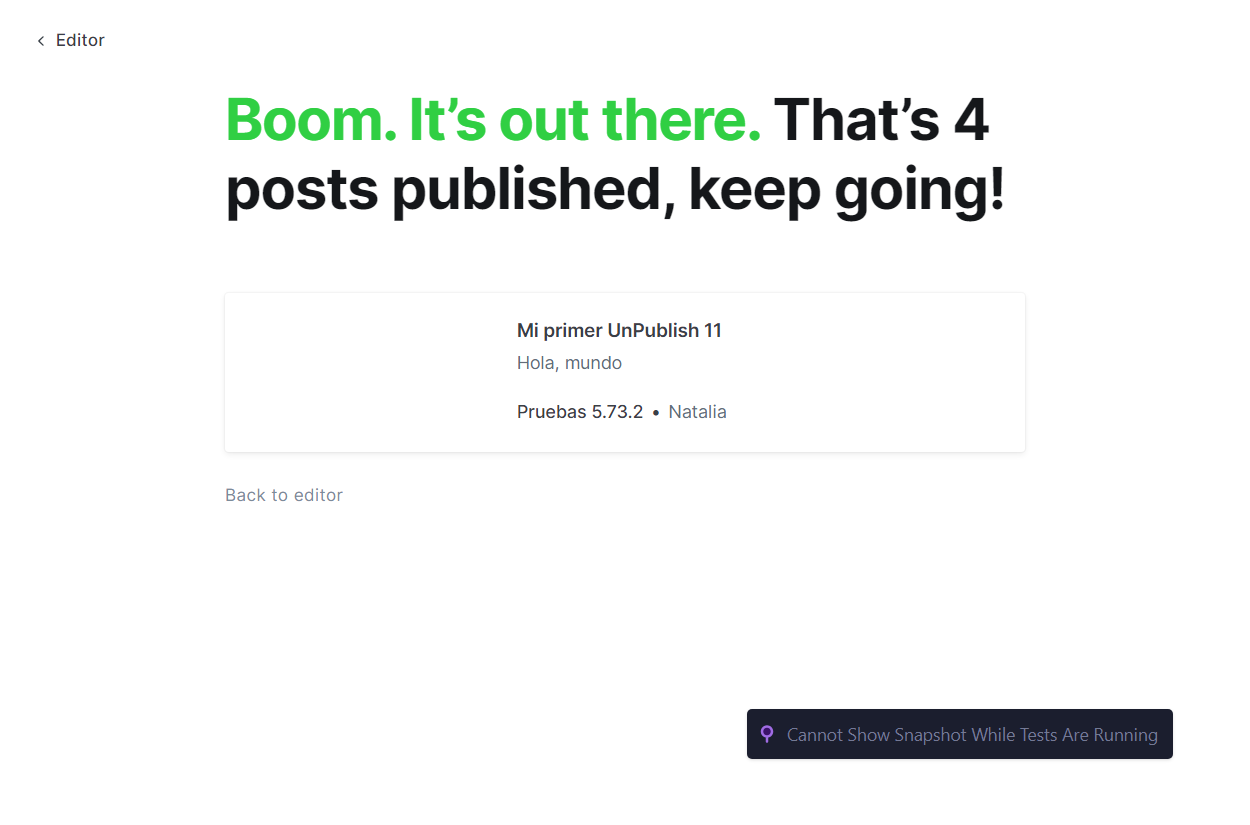 Editor
Boom. It’s out there. That’s 4
posts published, keep going!
Mi primer UnPublish 11
Hola, mundo
Pruebas 5.73.2 • Natalia
Back to editor
Cannot Show Snapshot While Tests Are Running